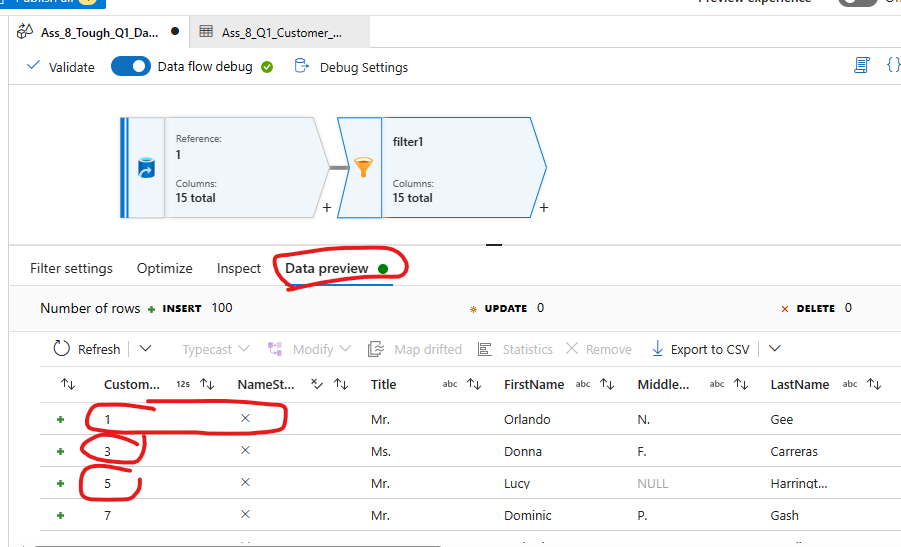 Ass_8_Tough_Q1_Da... Ass_8_Q1_Customer_...
Validate Data flow debug Debug Settings {}
Reference:
1
Columns:
15 total
+
filter1
Columns:
15 total
+
Filter settings Optimize Inspect Data preview
Number of rows + INSERT 100 UPDATE 0 DELETE 0
Refresh Typecast Modify Map drifted Statistics Remove Export to CSV
Custom... 12s NameSt... Title abc FirstName abc Middle... abc LastName abc
+ 1 Mr. Orlando N. Gee
+ 3 Ms. Donna F. Carreras
+ 5 Mr. Lucy NULL Harringt...
+ 7 Mr. Dominic P. Gash